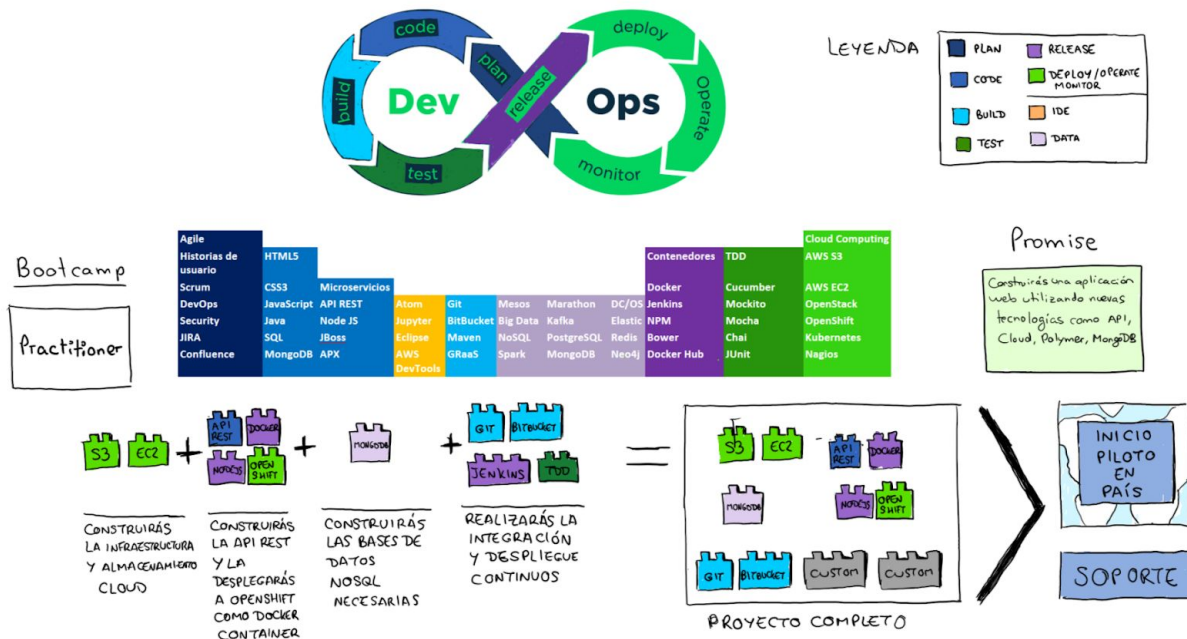 code
plan
build
Dev
test
release
deploy
Ops
Operate
monitor
LEYENDA
PLAN
CODE
BUILD
TEST
RELEASE
DEPLOY/OPERATE
MONITOR
IDE
DATA
Bootcamp
Practitioner
Agile
Historias de
usuario
Scrum
DevOps
Security
JIRA
Confluence
HTML5
CSS3
JavaScript
Java
SQL
MongoDB
Microservicios
API REST
Node JS
JBoss
APX
Atom
Jupyter
Eclipse
AWS
DevTools
Git
BitBucket
Maven
GRaaS
Mesos
Big Data
NoSQL
Spark
Marathon
Kafka
PostgreSQL
MongoDB
DC/OS
Elastic
Redis
Neo4j
Contenedores
Docker
Jenkins
NPM
Bower
Docker Hub
TDD
Cucumber
Mockito
Mocha
Chai
JUnit
Cloud Computing
AWS S3
AWS EC2
OpenStack
OpenShift
Kubernetes
Nagios
Promise
Construirás una aplicación
web utilizando nuevas
tecnologías como API,
Cloud, Polymer, MongoDB
S3
EC2
+
API
REST
DOCKER
NODEJS
OPEN
SHIFT
+
MONGODB
+
GIT
BITBUCKET
JENKINS
TDD
=
S3
EC2
API
REST
DOCKER
MONGODB
NODEJS
OPEN
SHIFT
GIT
BITBUCKET
CUSTOM
CUSTOM
PROYECTO COMPLETO
INICIO
PILOTO
EN
PAÍS
SOPORTE
CONSTRUIRÁS
LA INFRAESTRUCTURA
Y ALMACENAMIENTO
CLOUD
CONSTRUIRÁS
LA API REST
Y LA
DESPLEGARÁS
A OPENSHIFT
COMO DOCKER
CONTAINER
CONSTRUIRÁS
LAS BASES DE
DATOS
NOSQL
NECESARIAS
REALIZARÁS LA
INTEGRACIÓN
Y DESPLIEGUE
CONTINUOS